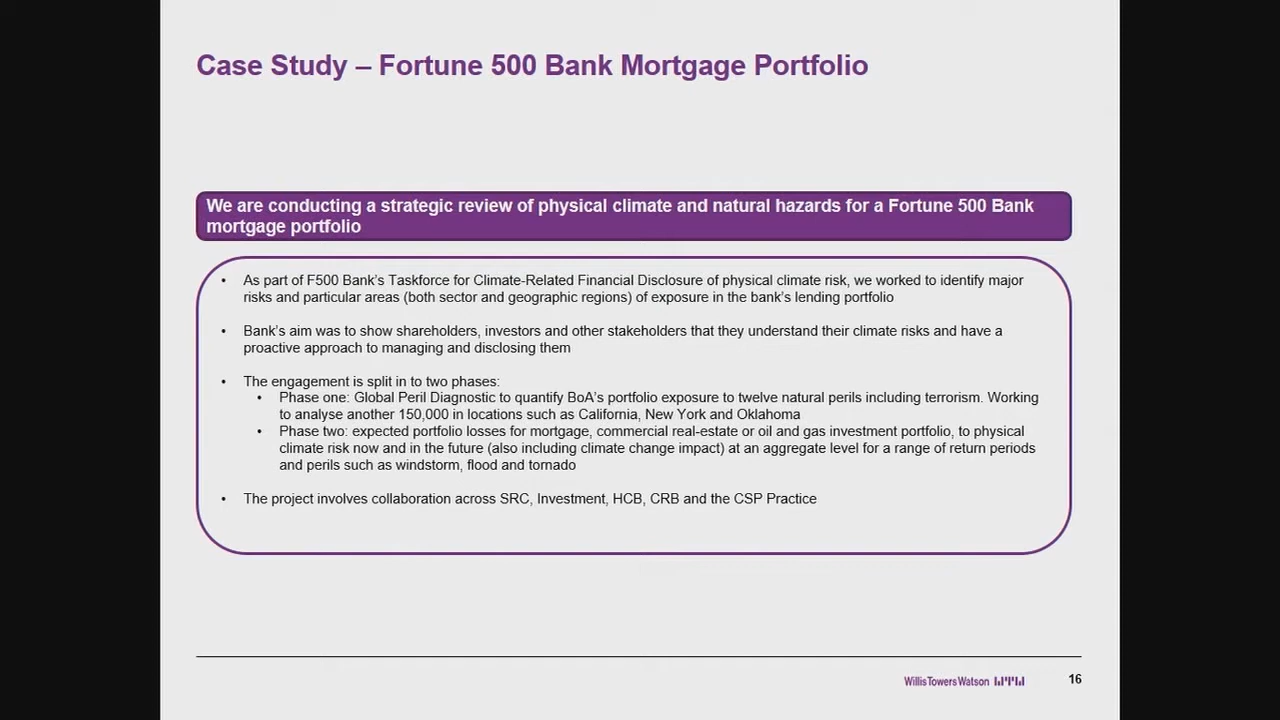 Case Study – Fortune 500 Bank Mortgage Portfolio
We are conducting a strategic review of physical climate and natural hazards for a Fortune 500 Bank
mortgage portfolio
• As part of F500 Bank's Taskforce for Climate-Related Financial Disclosure of physical climate risk, we worked to identify major
risks and particular areas (both sector and geographic regions) of exposure in the bank's lending portfolio
• Bank's aim was to show shareholders, investors and other stakeholders that they understand their climate risks and have a
proactive approach to managing and disclosing them
• The engagement is split in to two phases:
• Phase one: Global Peril Diagnostic to quantify BoA's portfolio exposure to twelve natural perils including terrorism. Working
to analyse another 150,000 in locations such as California, New York and Oklahoma
• Phase two: expected portfolio losses for mortgage, commercial real-estate or oil and gas investment portfolio, to physical
climate risk now and in the future (also including climate change impact) at an aggregate level for a range of return periods
and perils such as windstorm, flood and tornado
• The project involves collaboration across SRC, Investment, HCB, CRB and the CSP Practice
WillisTowersWatson
16